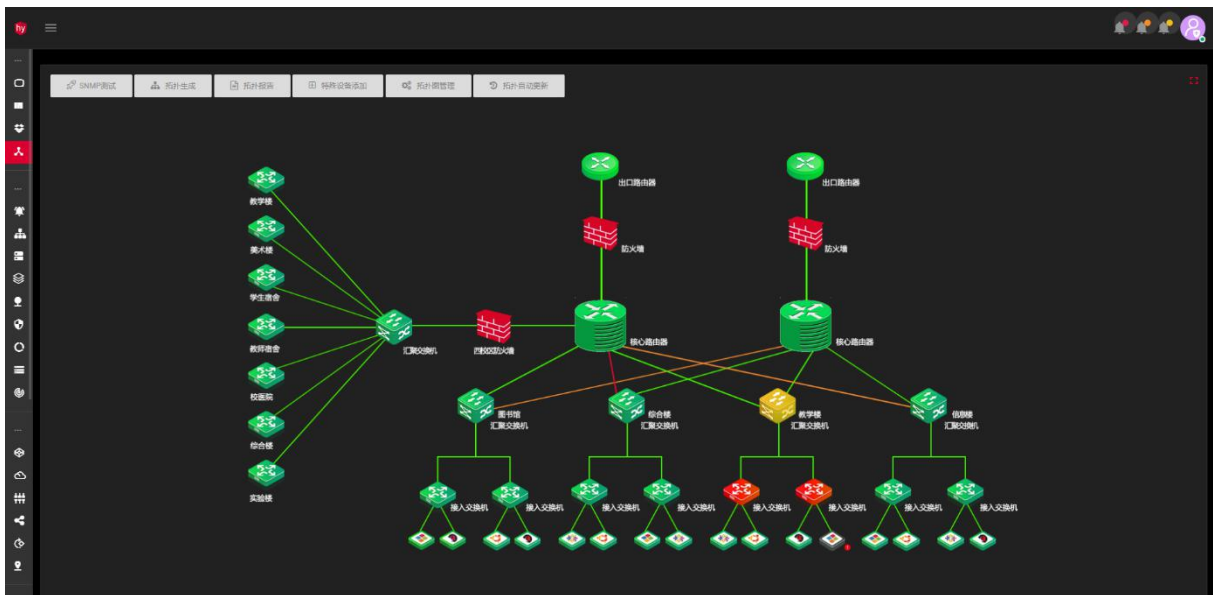 hy
SNMP测试
拓扑生成
拓扑报告
特殊设备添加
拓扑图管理
拓扑自动更新
出口路由器
出口路由器
教学楼
防火墙
防火墙
美术楼
学生宿舍
教师宿舍
汇聚交换机
西校区防火墙
核心路由器
核心路由器
校医院
图书馆
汇聚交换机
综合楼
汇聚交换机
教学楼
汇聚交换机
信息楼
汇聚交换机
综合楼
实验楼
接入交换机
接入交换机
接入交换机
接入交换机
接入交换机
接入交换机
接入交换机
接入交换机